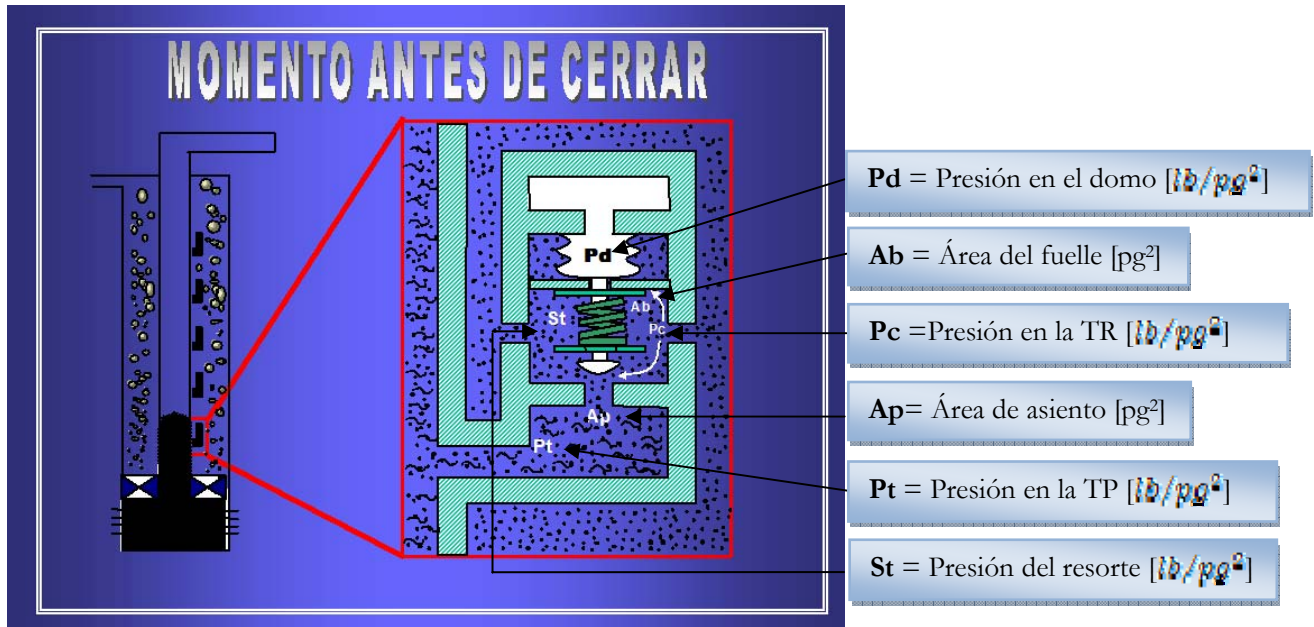 MOMENTO ANTES DE CERRAR
Pd
Ab
St
Pc
Ap
Pt
Pd = Presión en el domo [lb/pg²]
Ab = Área del fuelle [pg²]
Pc =Presión en la TR [lb/pg²]
Ap= Área de asiento [pg²]
Pt = Presión en la TP [lb/pg²]
St = Presión del resorte [lb/pg²]